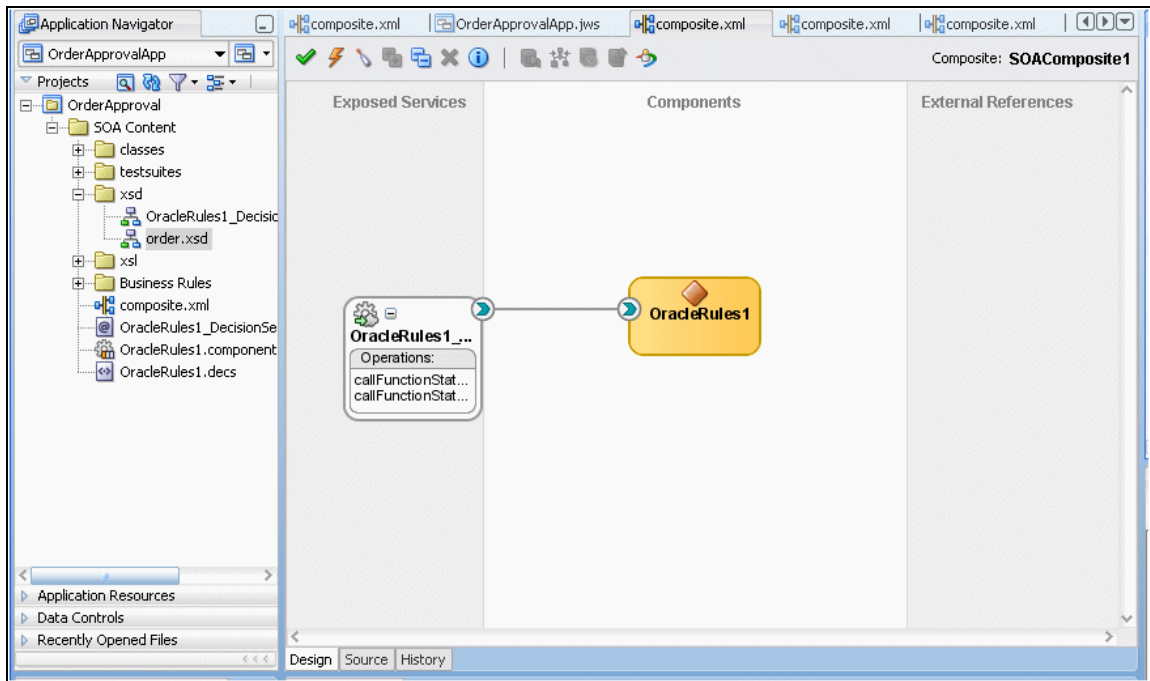 Application Navigator
OrderApprovalApp
Projects
OrderApproval
SOA Content
classes
testsuites
xsd
OracleRules1_Decisic
order.xsd
xsl
Business Rules
composite.xml
OracleRules1_DecisionSe
OracleRules1.component
OracleRules1.decs
Application Resources
Data Controls
Recently Opened Files
composite.xml OrderApprovalApp.jws composite.xml composite.xml composite.xml
Composite: SOAComposite1
Exposed Services Components External References
OracleRules1_...
Operations:
callFunctionStat...
callFunctionStat...
OracleRules1
Design Source History